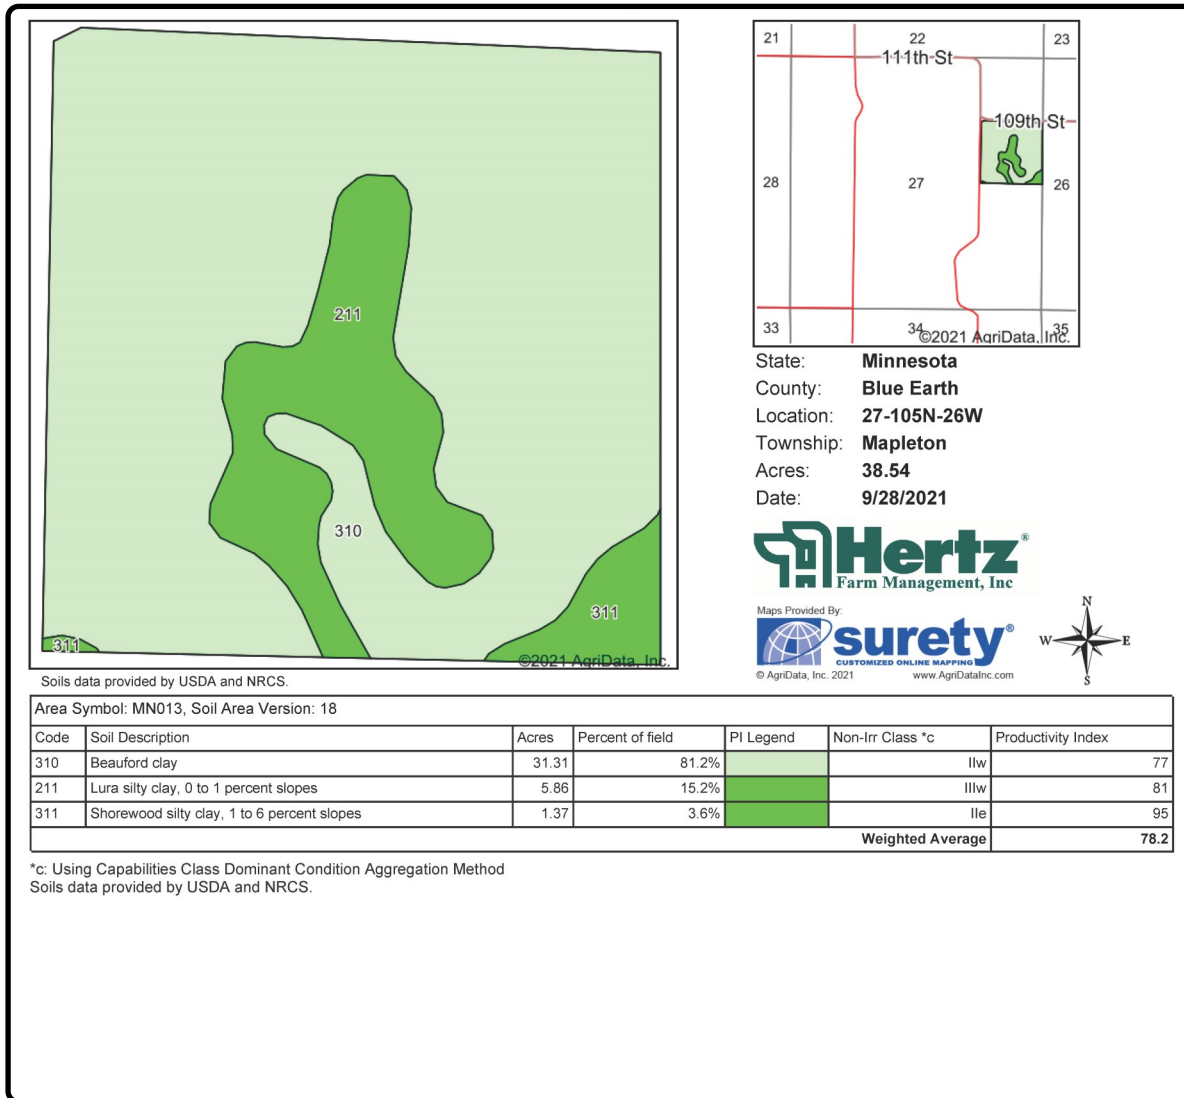 211
310
311
311
©2021 AgriData, Inc.
Soils data provided by USDA and NRCS.
21 22 23
111th St
109th St
28 27 26
33 34 35
©2021 AgriData, Inc.
State: Minnesota
County: Blue Earth
Location: 27-105N-26W
Township: Mapleton
Acres: 38.54
Date: 9/28/2021
Hertz®
Farm Management, Inc
Maps Provided By:
surety®
CUSTOMIZED ONLINE MAPPING
© AgriData, Inc. 2021 www.AgriDataInc.com
N
W E
S
Area Symbol: MN013, Soil Area Version: 18
Code Soil Description Acres Percent of field PI Legend Non-Irr Class *c Productivity Index
310 Beauford clay 31.31 81.2% IIw 77
211 Lura silty clay, 0 to 1 percent slopes 5.86 15.2% IIIw 81
311 Shorewood silty clay, 1 to 6 percent slopes 1.37 3.6% IIe 95
Weighted Average 78.2
*c: Using Capabilities Class Dominant Condition Aggregation Method
Soils data provided by USDA and NRCS.